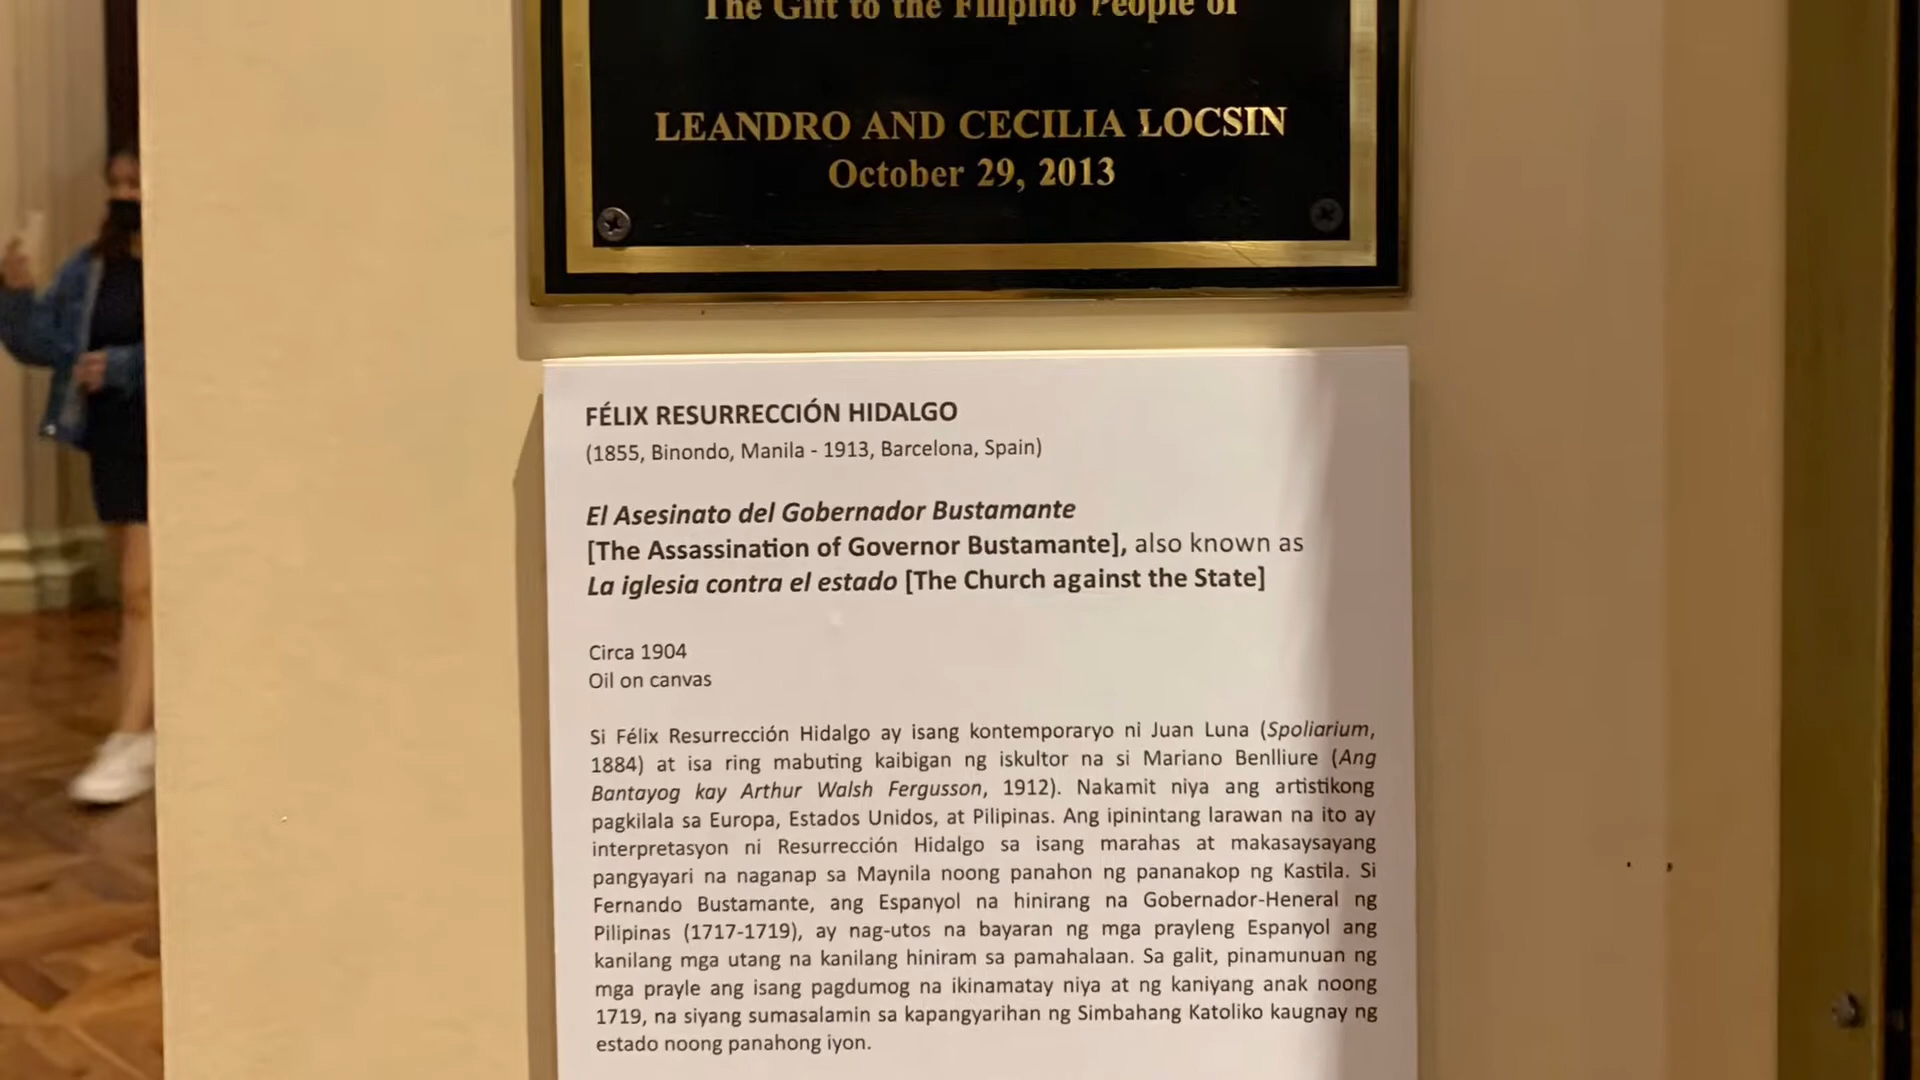 The Gift to the Filipino People of
LEANDRO AND CECILIA LOCSIN
October 29, 2013
FÉLIX RESURRECCIÓN HIDALGO
(1855, Binondo, Manila - 1913, Barcelona, Spain)
El Asesinato del Gobernador Bustamante
[The Assassination of Governor Bustamante], also known as
La iglesia contra el estado [The Church against the State]
Circa 1904
Oil on canvas
Si Félix Resurrección Hidalgo ay isang kontemporaryo ni Juan Luna (Spoliarium,
1884) at isa ring mabuting kaibigan ng iskultor na si Mariano Benlliure (Ang
Bantayog kay Arthur Walsh Fergusson, 1912). Nakamit niya ang artistikong
pagkilala sa Europa, Estados Unidos, at Pilipinas. Ang ipinintang larawan na ito ay
interpretasyon ni Resurrección Hidalgo sa isang marahas at makasaysayang
pangyayari na naganap sa Maynila noong panahon ng pananakop ng Kastila. Si
Fernando Bustamante, ang Espanyol na hinirang na Gobernador-Heneral ng
Pilipinas (1717-1719), ay nag-utos na bayaran ng mga prayleng Espanyol ang
kanilang mga utang na kanilang hiniram sa pamahalaan. Sa galit, pinamunuan ng
mga prayle ang isang pagdumog na ikinamatay niya at ng kaniyang anak noong
1719, na siyang sumasalamin sa kapangyarihan ng Simbahang Katoliko kaugnay ng
estado noong panahong iyon.